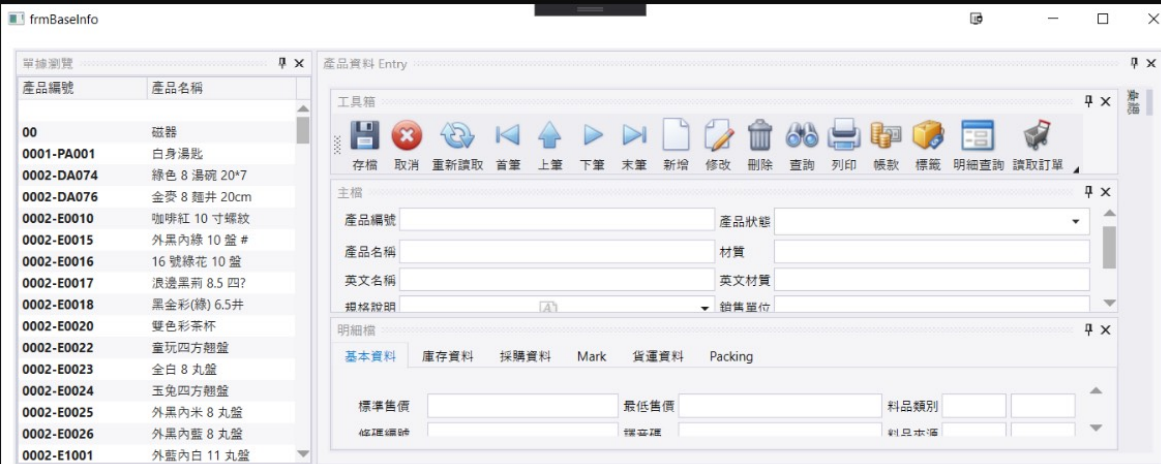 frmBaseInfo
單據瀏覽
產品編號 產品名稱
00 磁器
0001-PA001 白身湯匙
0002-DA074 綠色 8 湯碗 20*7
0002-DA076 金麥 8 麵井 20cm
0002-E0010 咖啡紅 10 寸螺紋
0002-E0015 外黑內綠 10 盤 #
0002-E0016 16 號綠花 10 盤
0002-E0017 浪邊黑荊 8.5 四?
0002-E0018 黑金彩(綠) 6.5井
0002-E0020 雙色彩茶杯
0002-E0022 童玩四方翹盤
0002-E0023 全白 8 丸盤
0002-E0024 玉兔四方翹盤
0002-E0025 外黑內米 8 丸盤
0002-E0026 外黑內藍 8 丸盤
0002-E1001 外藍內白 11 丸盤
產品資料 Entry
工具箱
存檔 取消 重新讀取 首筆 上筆 下筆 末筆 新增 修改 刪除 查詢 列印 帳款 標籤 明細查詢 讀取訂單
主檔
產品編號 產品狀態
產品名稱 材質
英文名稱 英文材質
規格說明 銷售單位
明細檔
基本資料 庫存資料 採購資料 Mark 貨運資料 Packing
標準售價 最低售價 料品類別
條碼編號 諧音碼 料品來源